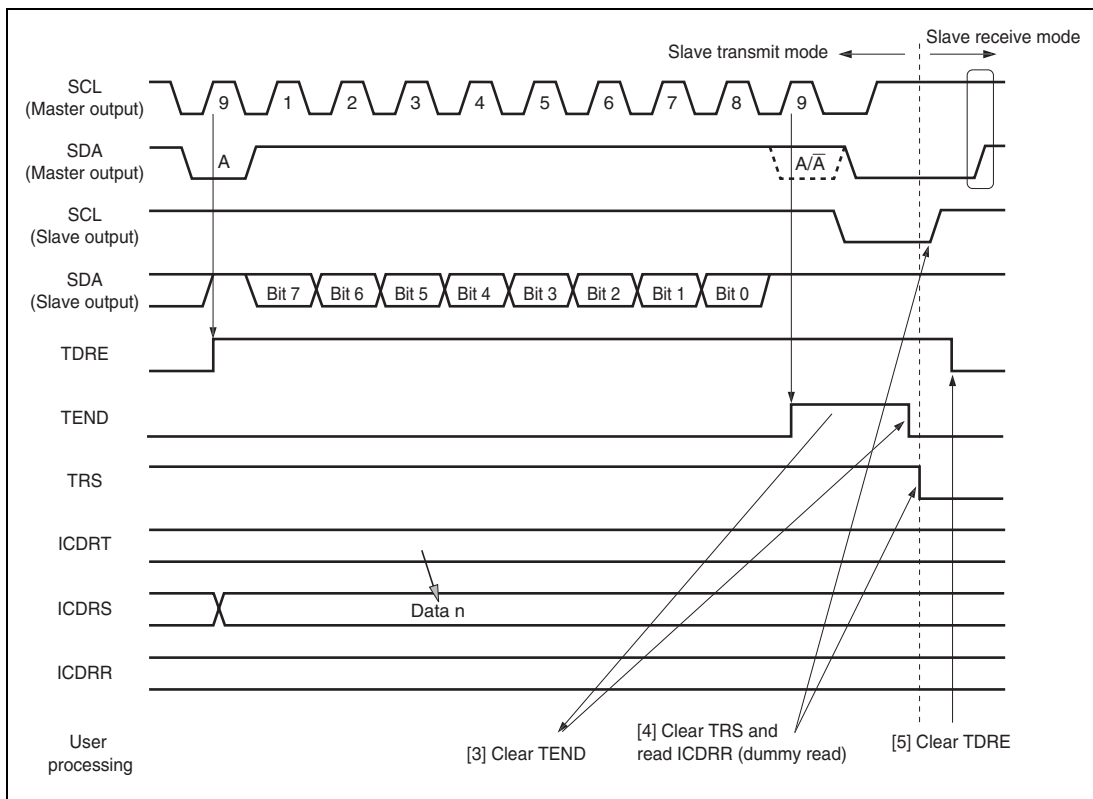 Slave transmit mode
Slave receive mode
SCL
(Master output)
9 1 2 3 4 5 6 7 8 9
SDA
(Master output)
A
A/A̅
SCL
(Slave output)
SDA
(Slave output)
Bit 7 Bit 6 Bit 5 Bit 4 Bit 3 Bit 2 Bit 1 Bit 0
TDRE
TEND
TRS
ICDRT
ICDRS
Data n
ICDRR
User
processing
[3] Clear TEND
[4] Clear TRS and
read ICDRR (dummy read)
[5] Clear TDRE